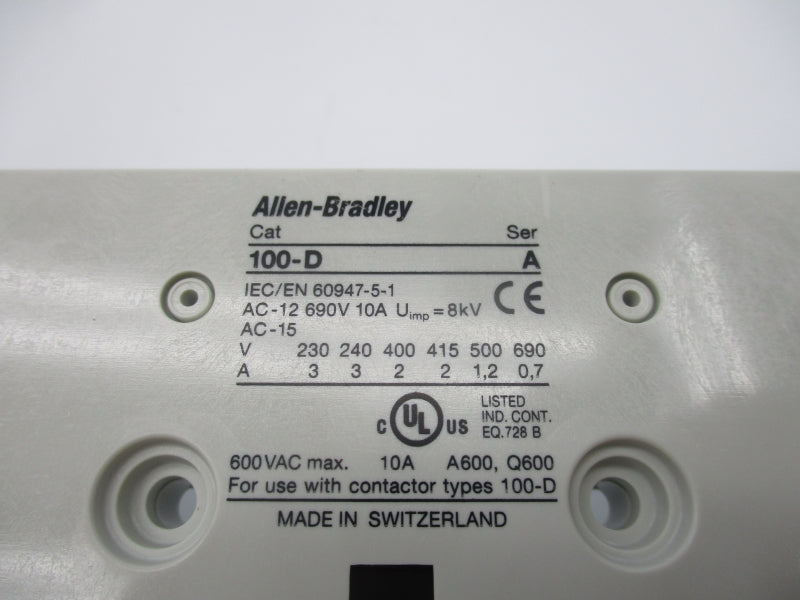 Allen-Bradley
Cat Ser
100-D A
IEC/EN 60947-5-1 CE
AC-12 690V 10A Uimp = 8kV
AC-15
V 230 240 400 415 500 690
A 3 3 2 2 1,2 0,7
C UL US LISTED
IND. CONT.
EQ.728 B
600VAC max. 10A A600, Q600
For use with contactor types 100-D
MADE IN SWITZERLAND